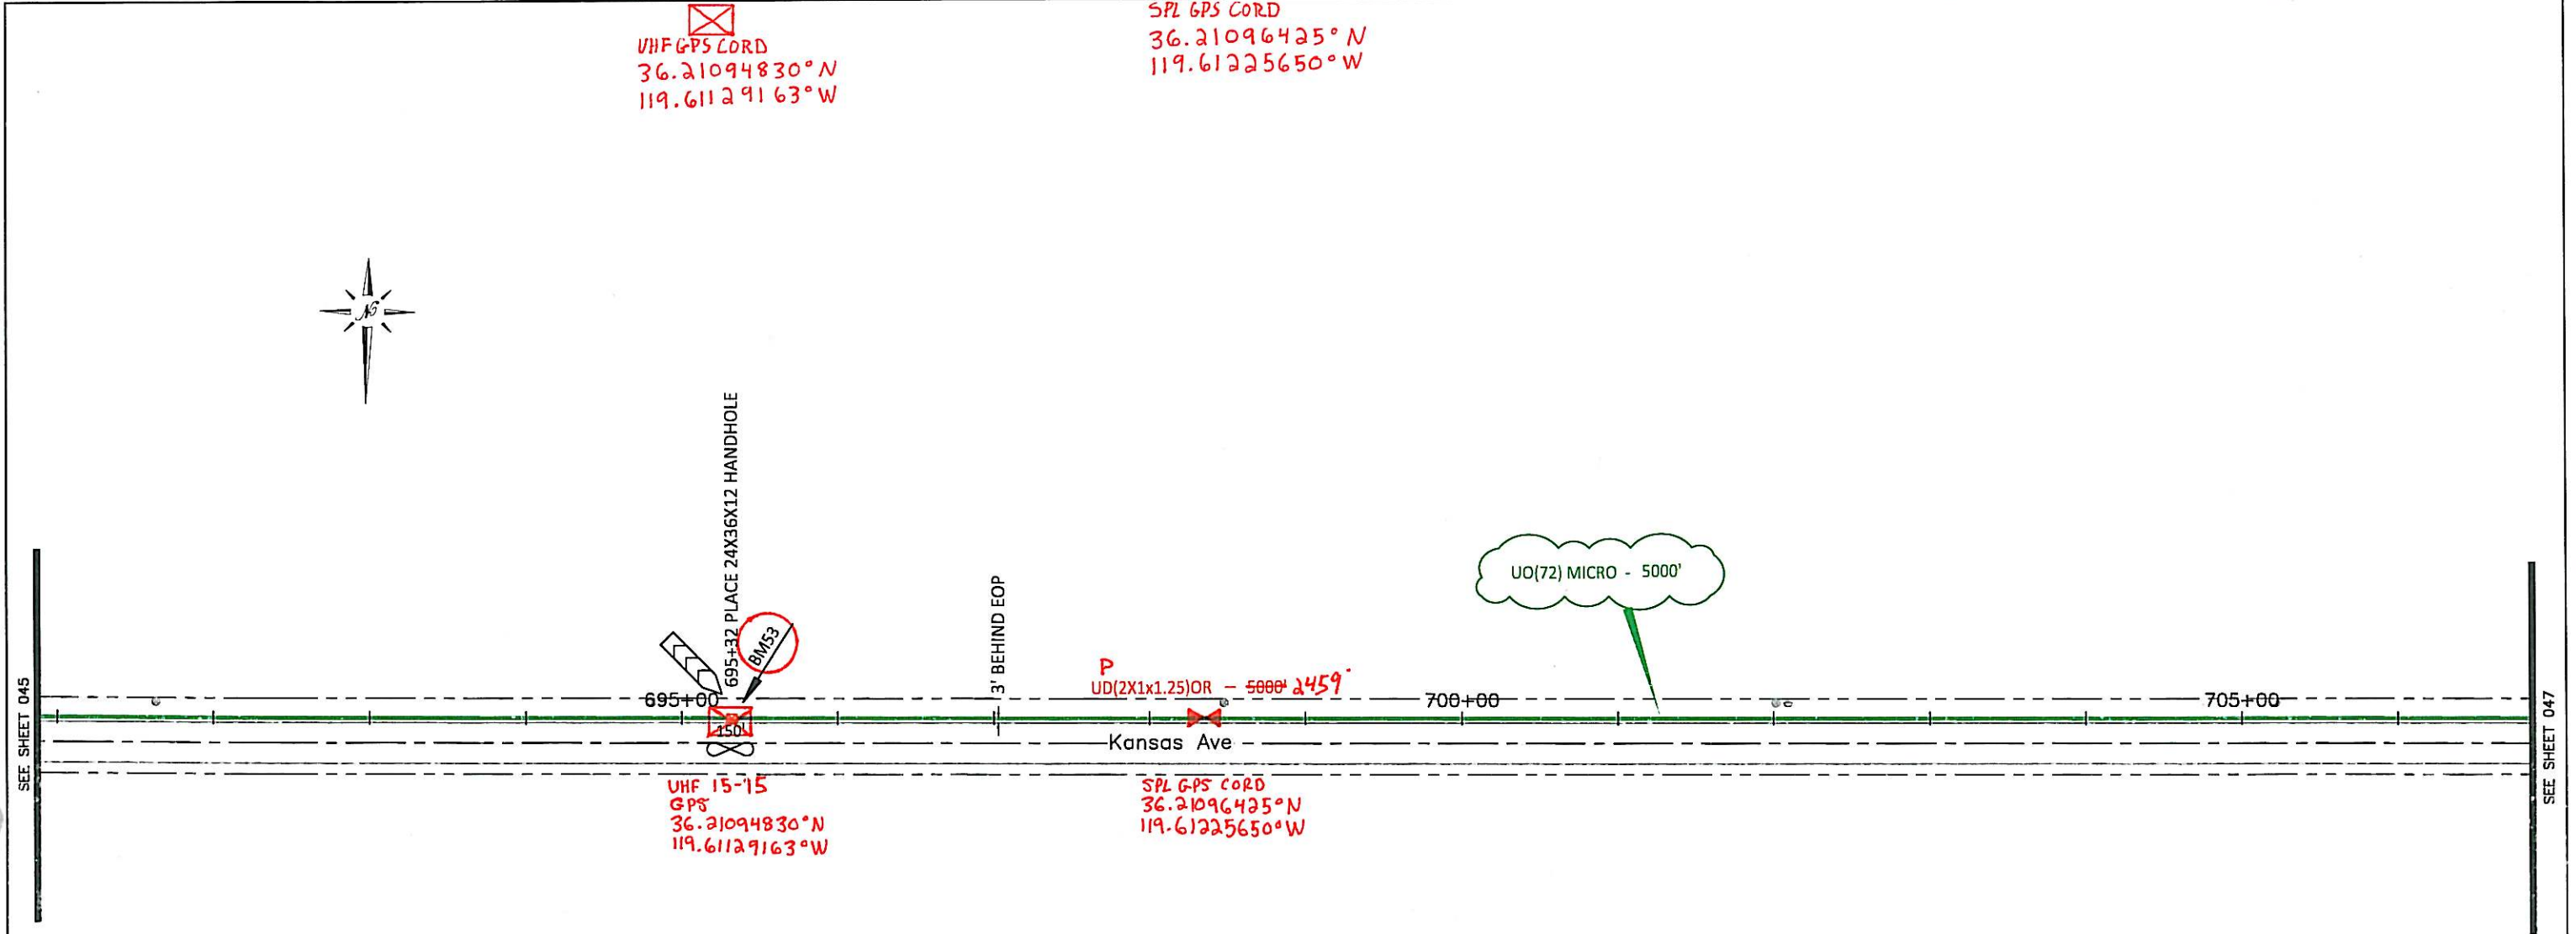 UHF GPS CORD
36.21094830°N
119.61129163°W
SPL GPS CORD
36.21096425°N
119.61225650°W
N
695+32 PLACE 24X36X12 HANDHOLE
BM53
3' BEHIND EOP
UO(72) MICRO - 5000'
P
UD(2X1x1.25)OR - 5000' 2459'
SEE SHEET 045
695+00
700+00
705+00
SEE SHEET 047
150'
Kansas Ave
UHF 15-15
GPS
36.21094830°N
119.61129163°W
SPL GPS CORD
36.21096425°N
119.61225650°W